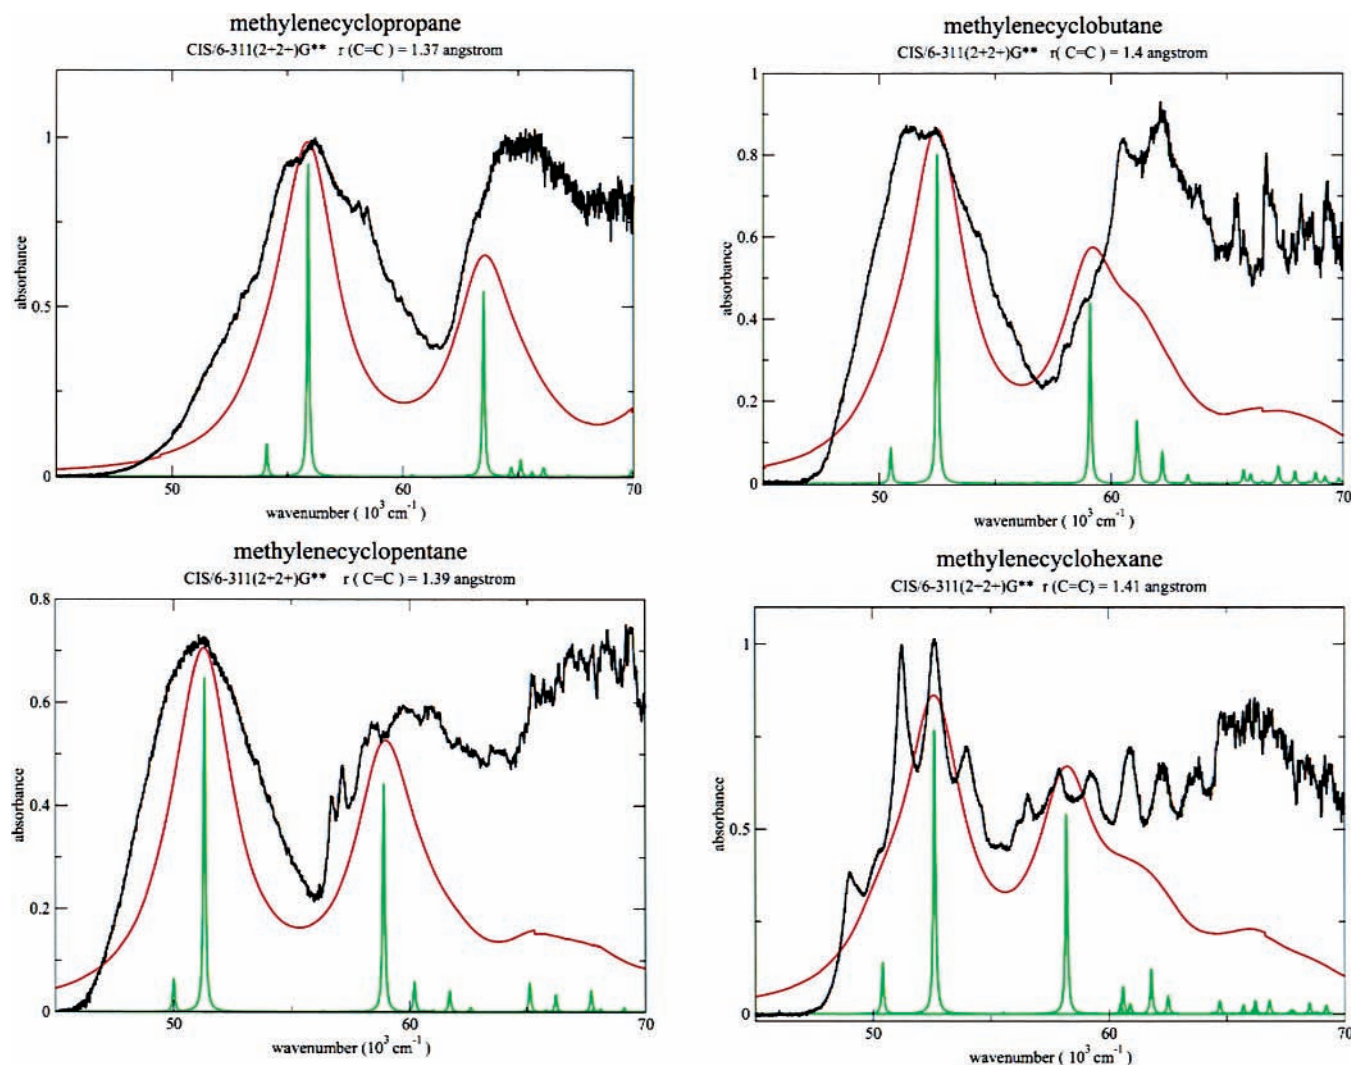 methylenecyclopropane
CIS/6-311(2+2+)G** r (C=C ) = 1.37 angstrom
absorbance
1
0.5
0
50
60
70
wavenumber ( 10³ cm⁻¹ )
methylenecyclobutane
CIS/6-311(2+2+)G** r( C=C ) = 1.4 angstrom
absorbance
1
0.8
0.6
0.4
0.2
0
50
60
70
wavenumber ( 10³ cm⁻¹ )
methylenecyclopentane
CIS/6-311(2+2+)G** r ( C=C ) = 1.39 angstrom
absorbance
0.8
0.6
0.4
0.2
0
50
60
70
wavenumber ( 10³ cm⁻¹ )
methylenecyclohexane
CIS/6-311(2+2+)G** r (C=C) = 1.41 angstrom
absorbance
1
0.5
0
50
60
70
wavenumber ( 10³ cm⁻¹ )